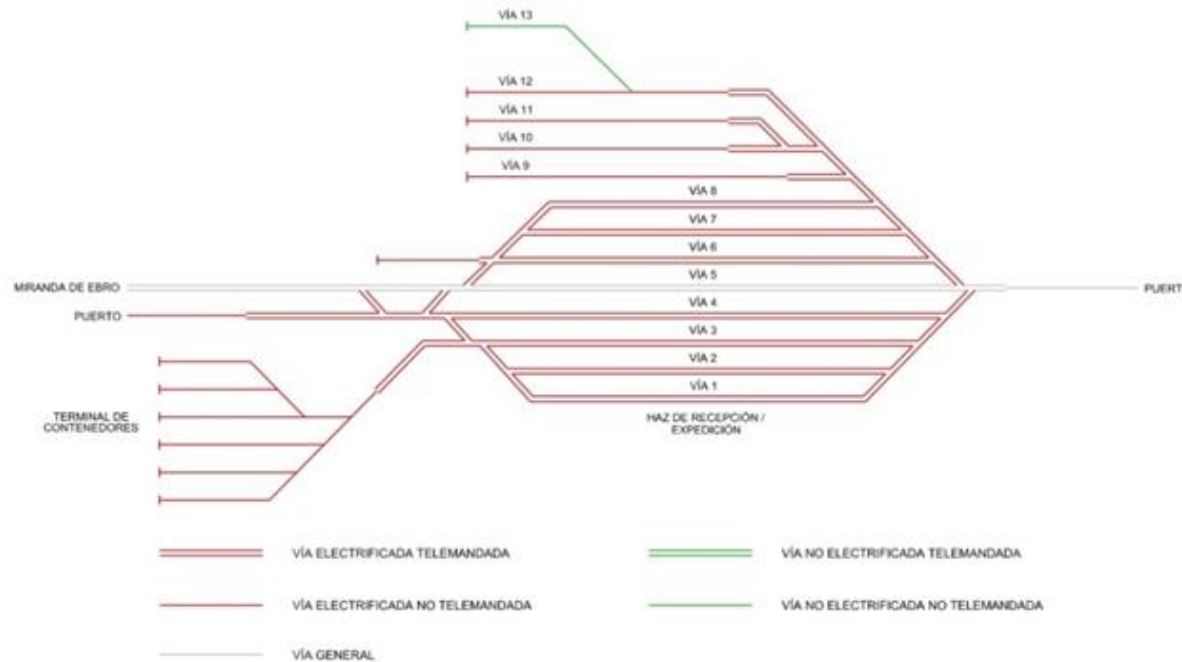 VÍA 13
VÍA 12
VÍA 11
VÍA 10
VÍA 9
VÍA 8
VÍA 7
VÍA 6
VÍA 5
MIRANDA DE EBRO
PUERT
VÍA 4
PUERTO
VÍA 3
VÍA 2
VÍA 1
TERMINAL DE
CONTENEDORES
HAZ DE RECEPCIÓN /
EXPEDICIÓN
VÍA ELECTRIFICADA TELEMANDADA
VÍA NO ELECTRIFICADA TELEMANDADA
VÍA ELECTRIFICADA NO TELEMANDADA
VÍA NO ELECTRIFICADA NO TELEMANDADA
VÍA GENERAL